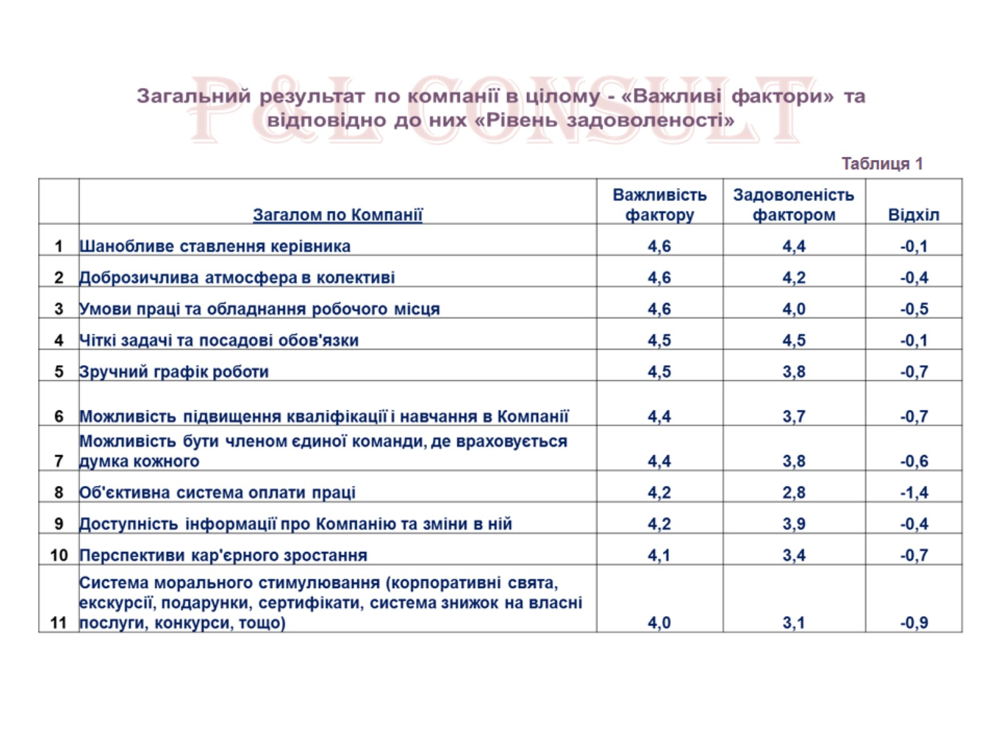 P&L CONSULT
Загальний результат по компанії в цілому - «Важливі фактори» та
відповідно до них «Рівень задоволеності»
Таблиця 1
Загалом по Компанії Важливість фактору Задоволеність фактором Відхіл
1 Шанобливе ставлення керівника 4,6 4,4 -0,1
2 Доброзичлива атмосфера в колективі 4,6 4,2 -0,4
3 Умови праці та обладнання робочого місця 4,6 4,0 -0,5
4 Чіткі задачі та посадові обов'язки 4,5 4,5 -0,1
5 Зручний графік роботи 4,5 3,8 -0,7
6 Можливість підвищення кваліфікації і навчання в Компанії 4,4 3,7 -0,7
Можливість бути членом єдиної команди, де враховується
7 думка кожного 4,4 3,8 -0,6
8 Об'єктивна система оплати праці 4,2 2,8 -1,4
9 Доступність інформації про Компанію та зміни в ній 4,2 3,9 -0,4
10 Перспективи кар'єрного зростання 4,1 3,4 -0,7
Система морального стимулювання (корпоративні свята,
екскурсії, подарунки, сертифікати, система знижок на власні
11 послуги, конкурси, тощо) 4,0 3,1 -0,9